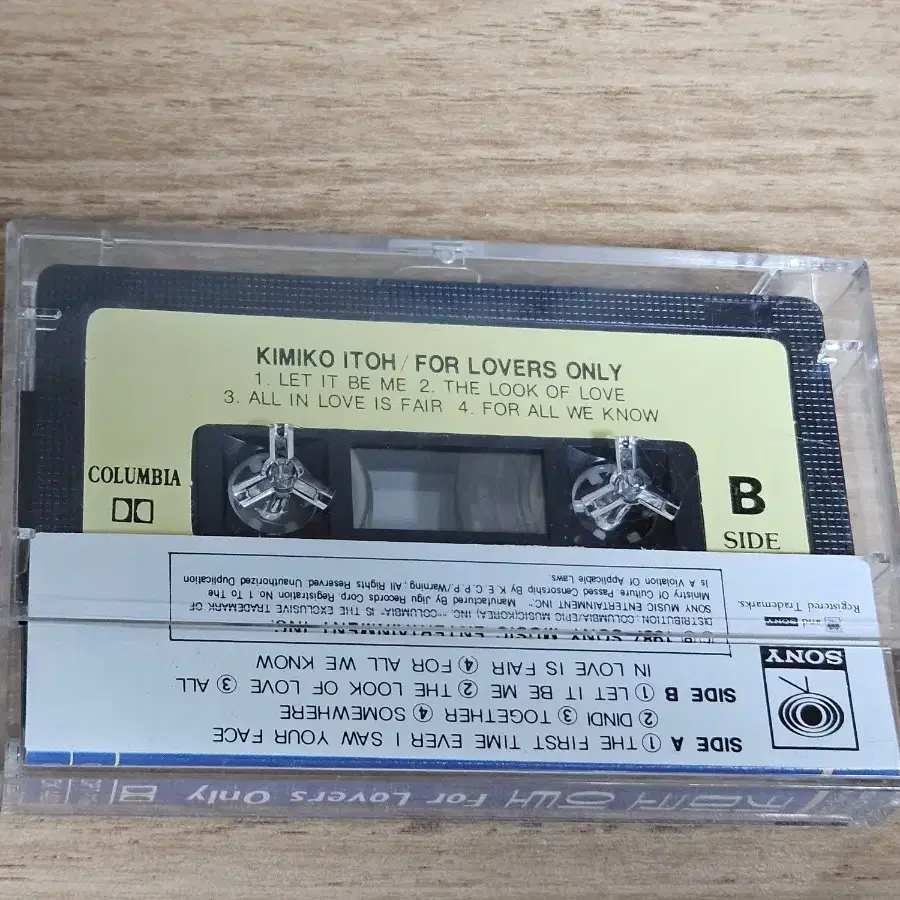 KIMIKO ITOH / FOR LOVERS ONLY
1. LET IT BE ME 2. THE LOOK OF LOVE
3. ALL IN LOVE IS FAIR 4. FOR ALL WE KNOW
COLUMBIA
B
SIDE
SONY
SIDE A ① THE FIRST TIME EVER I SAW YOUR FACE
② DINDI ③ TOGETHER ④ SOMEWHERE
SIDE B ① LET IT BE ME ② THE LOOK OF LOVE ③ ALL
IN LOVE IS FAIR ④ FOR ALL WE KNOW
1987 SONY MUSIC ENTERTAINMENT INC.
DISTRIBUTION: COLUMBIA/EPIC MUSIC(KOREA), INC. "COLUMBIA" IS THE EXCLUSIVE TRADEMARK OF
SONY MUSIC ENTERTAINMENT INC" Manufactured By Jigu Records Corp. Registration No. 1 To The
Ministry Of Culture Passed Censorship By K.E.C.P.P./Warning; All Rights Reserved. Unauthorized Duplication
is A Violation Of Applicable Laws.
and SONY
Registered Trademarks.
For Lovers Only